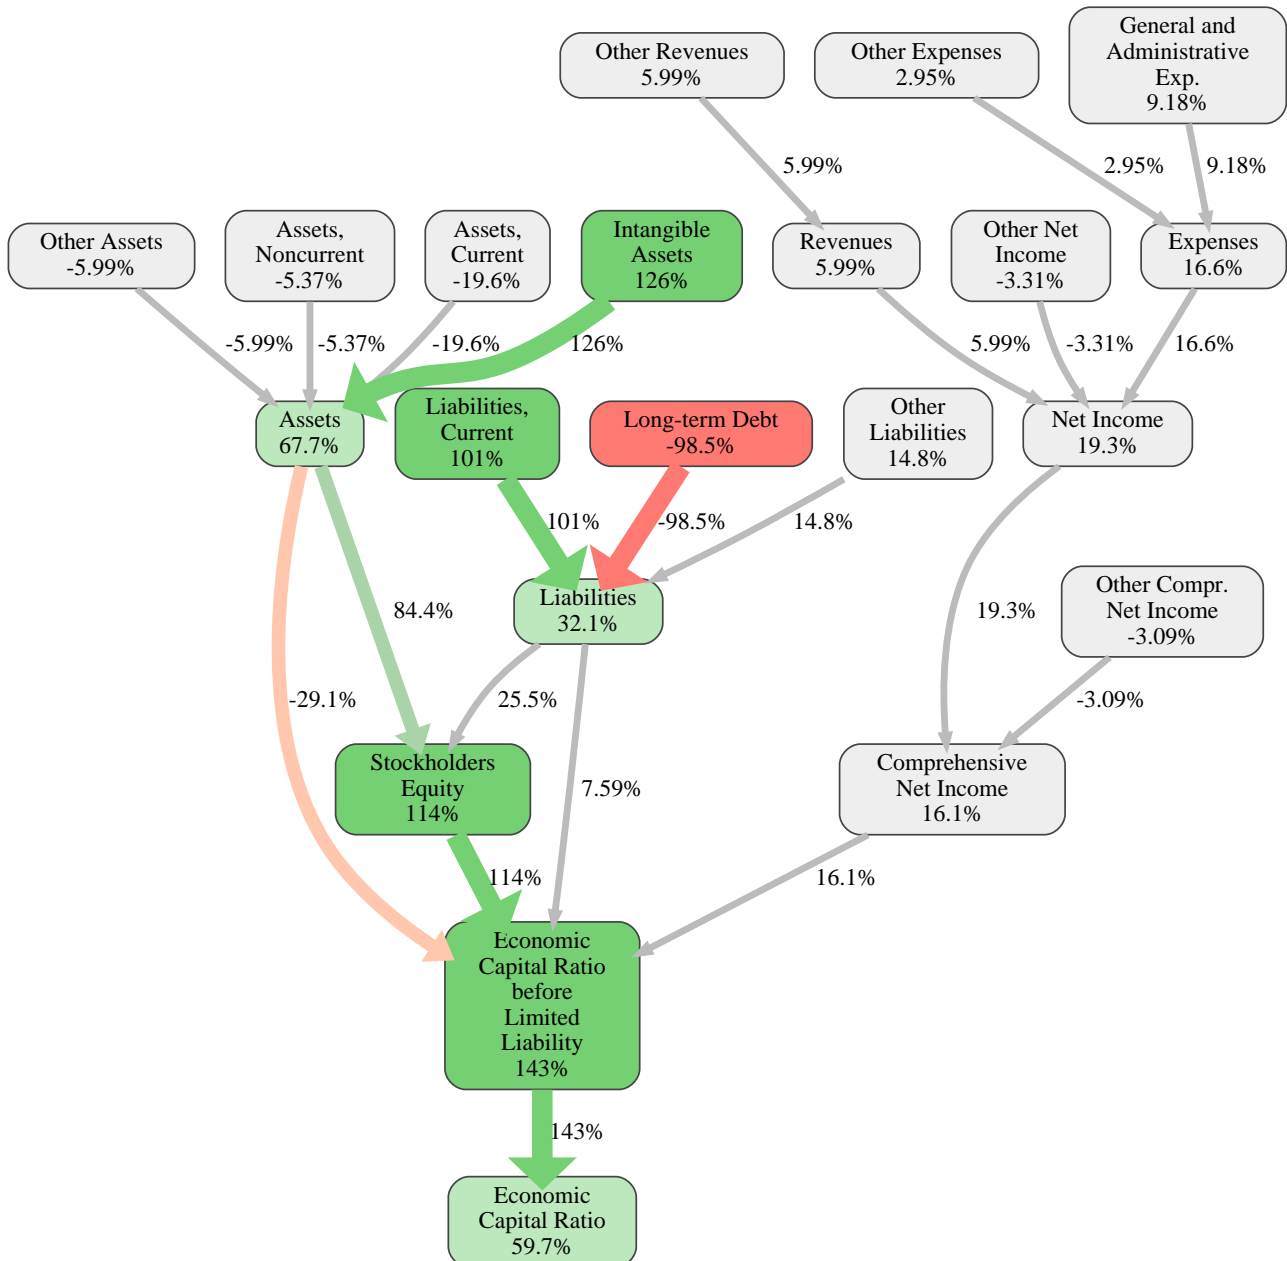 Other Revenues
5.99%
Other Expenses
2.95%
General and
Administrative
Exp.
9.18%
5.99%
2.95%
9.18%
Other Assets
-5.99%
Assets,
Noncurrent
-5.37%
Assets,
Current
-19.6%
Intangible
Assets
126%
Revenues
5.99%
Other Net
Income
-3.31%
Expenses
16.6%
-5.99%
-5.37%
-19.6%
126%
5.99%
-3.31%
16.6%
Assets
67.7%
Liabilities,
Current
101%
Long-term Debt
-98.5%
Other
Liabilities
14.8%
Net Income
19.3%
101%
-98.5%
14.8%
Liabilities
32.1%
Other Compr.
Net Income
-3.09%
84.4%
19.3%
-29.1%
25.5%
-3.09%
Stockholders
Equity
114%
7.59%
Comprehensive
Net Income
16.1%
114%
16.1%
Economic
Capital Ratio
before
Limited
Liability
143%
143%
Economic
Capital Ratio
59.7%